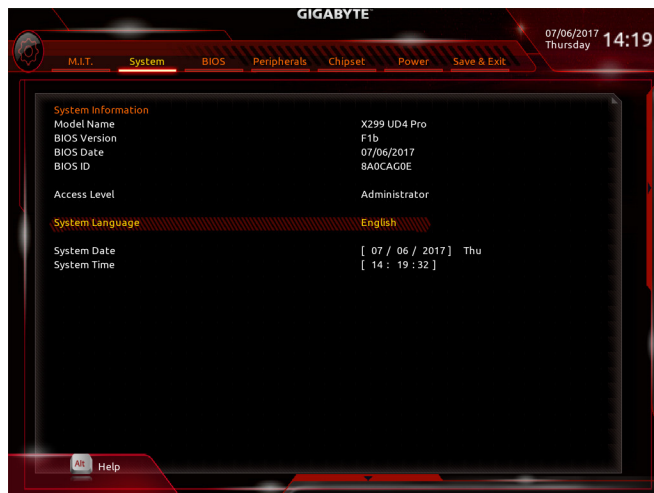 GIGABYTE™
07/06/2017 Thursday 14:19
M.I.T. System BIOS Peripherals Chipset Power Save & Exit
System Information
Model Name X299 UD4 Pro
BIOS Version F1b
BIOS Date 07/06/2017
BIOS ID 8A0CAG0E
Access Level Administrator
System Language English
System Date [ 07 / 06 / 2017 ] Thu
System Time [ 14 : 19 : 32 ]
Alt Help